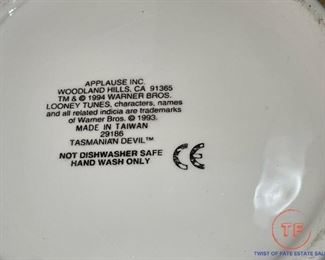 APPLAUSE INC.
WOODLAND HILLS, CA 91365
TM & © 1994 WARNER BROS.
LOONEY TUNES, characters, names
and all related indicia are trademarks
of Warner Bros. © 1993.
MADE IN TAIWAN
29186
TASMANIAN DEVIL™
NOT DISHWASHER SAFE
HAND WASH ONLY
CE
TF
TWIST OF FATE ESTATE SALES